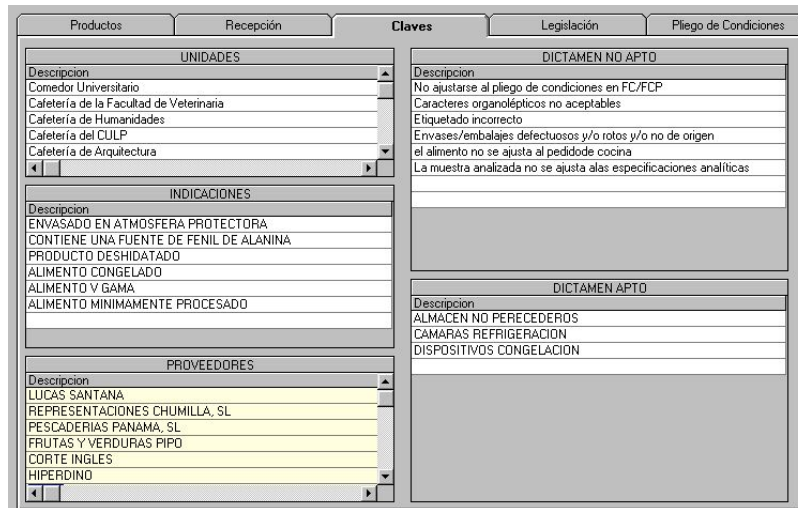 Productos
Recepción
Claves
Legislación
Pliego de Condiciones
UNIDADES
Descripcion
Comedor Universitario
Cafetería de la Facultad de Veterinaria
Cafetería de Humanidades
Cafetería del CULP
Cafetería de Arquitectura
INDICACIONES
Descripcion
ENVASADO EN ATMOSFERA PROTECTORA
CONTIENE UNA FUENTE DE FENIL DE ALANINA
PRODUCTO DESHIDATADO
ALIMENTO CONGELADO
ALIMENTO V GAMA
ALIMENTO MINIMAMENTE PROCESADO
PROVEEDORES
Descripcion
LUCAS SANTANA
REPRESENTACIONES CHUMILLA, SL
PESCADERIAS PANAMA, SL
FRUTAS Y VERDURAS PIPO
CORTE INGLES
HIPERDINO
DICTAMEN NO APTO
Descripcion
No ajustarse al pliego de condiciones en FC/FCP
Caracteres organolépticos no aceptables
Etiquetado incorrecto
Envases/embalajes defectuosos y/o rotos y/o no de origen
el alimento no se ajusta al pedidode cocina
La muestra analizada no se ajusta alas especificaciones analíticas
DICTAMEN APTO
Descripcion
ALMACEN NO PERECEDEROS
CAMARAS REFRIGERACION
DISPOSITIVOS CONGELACION